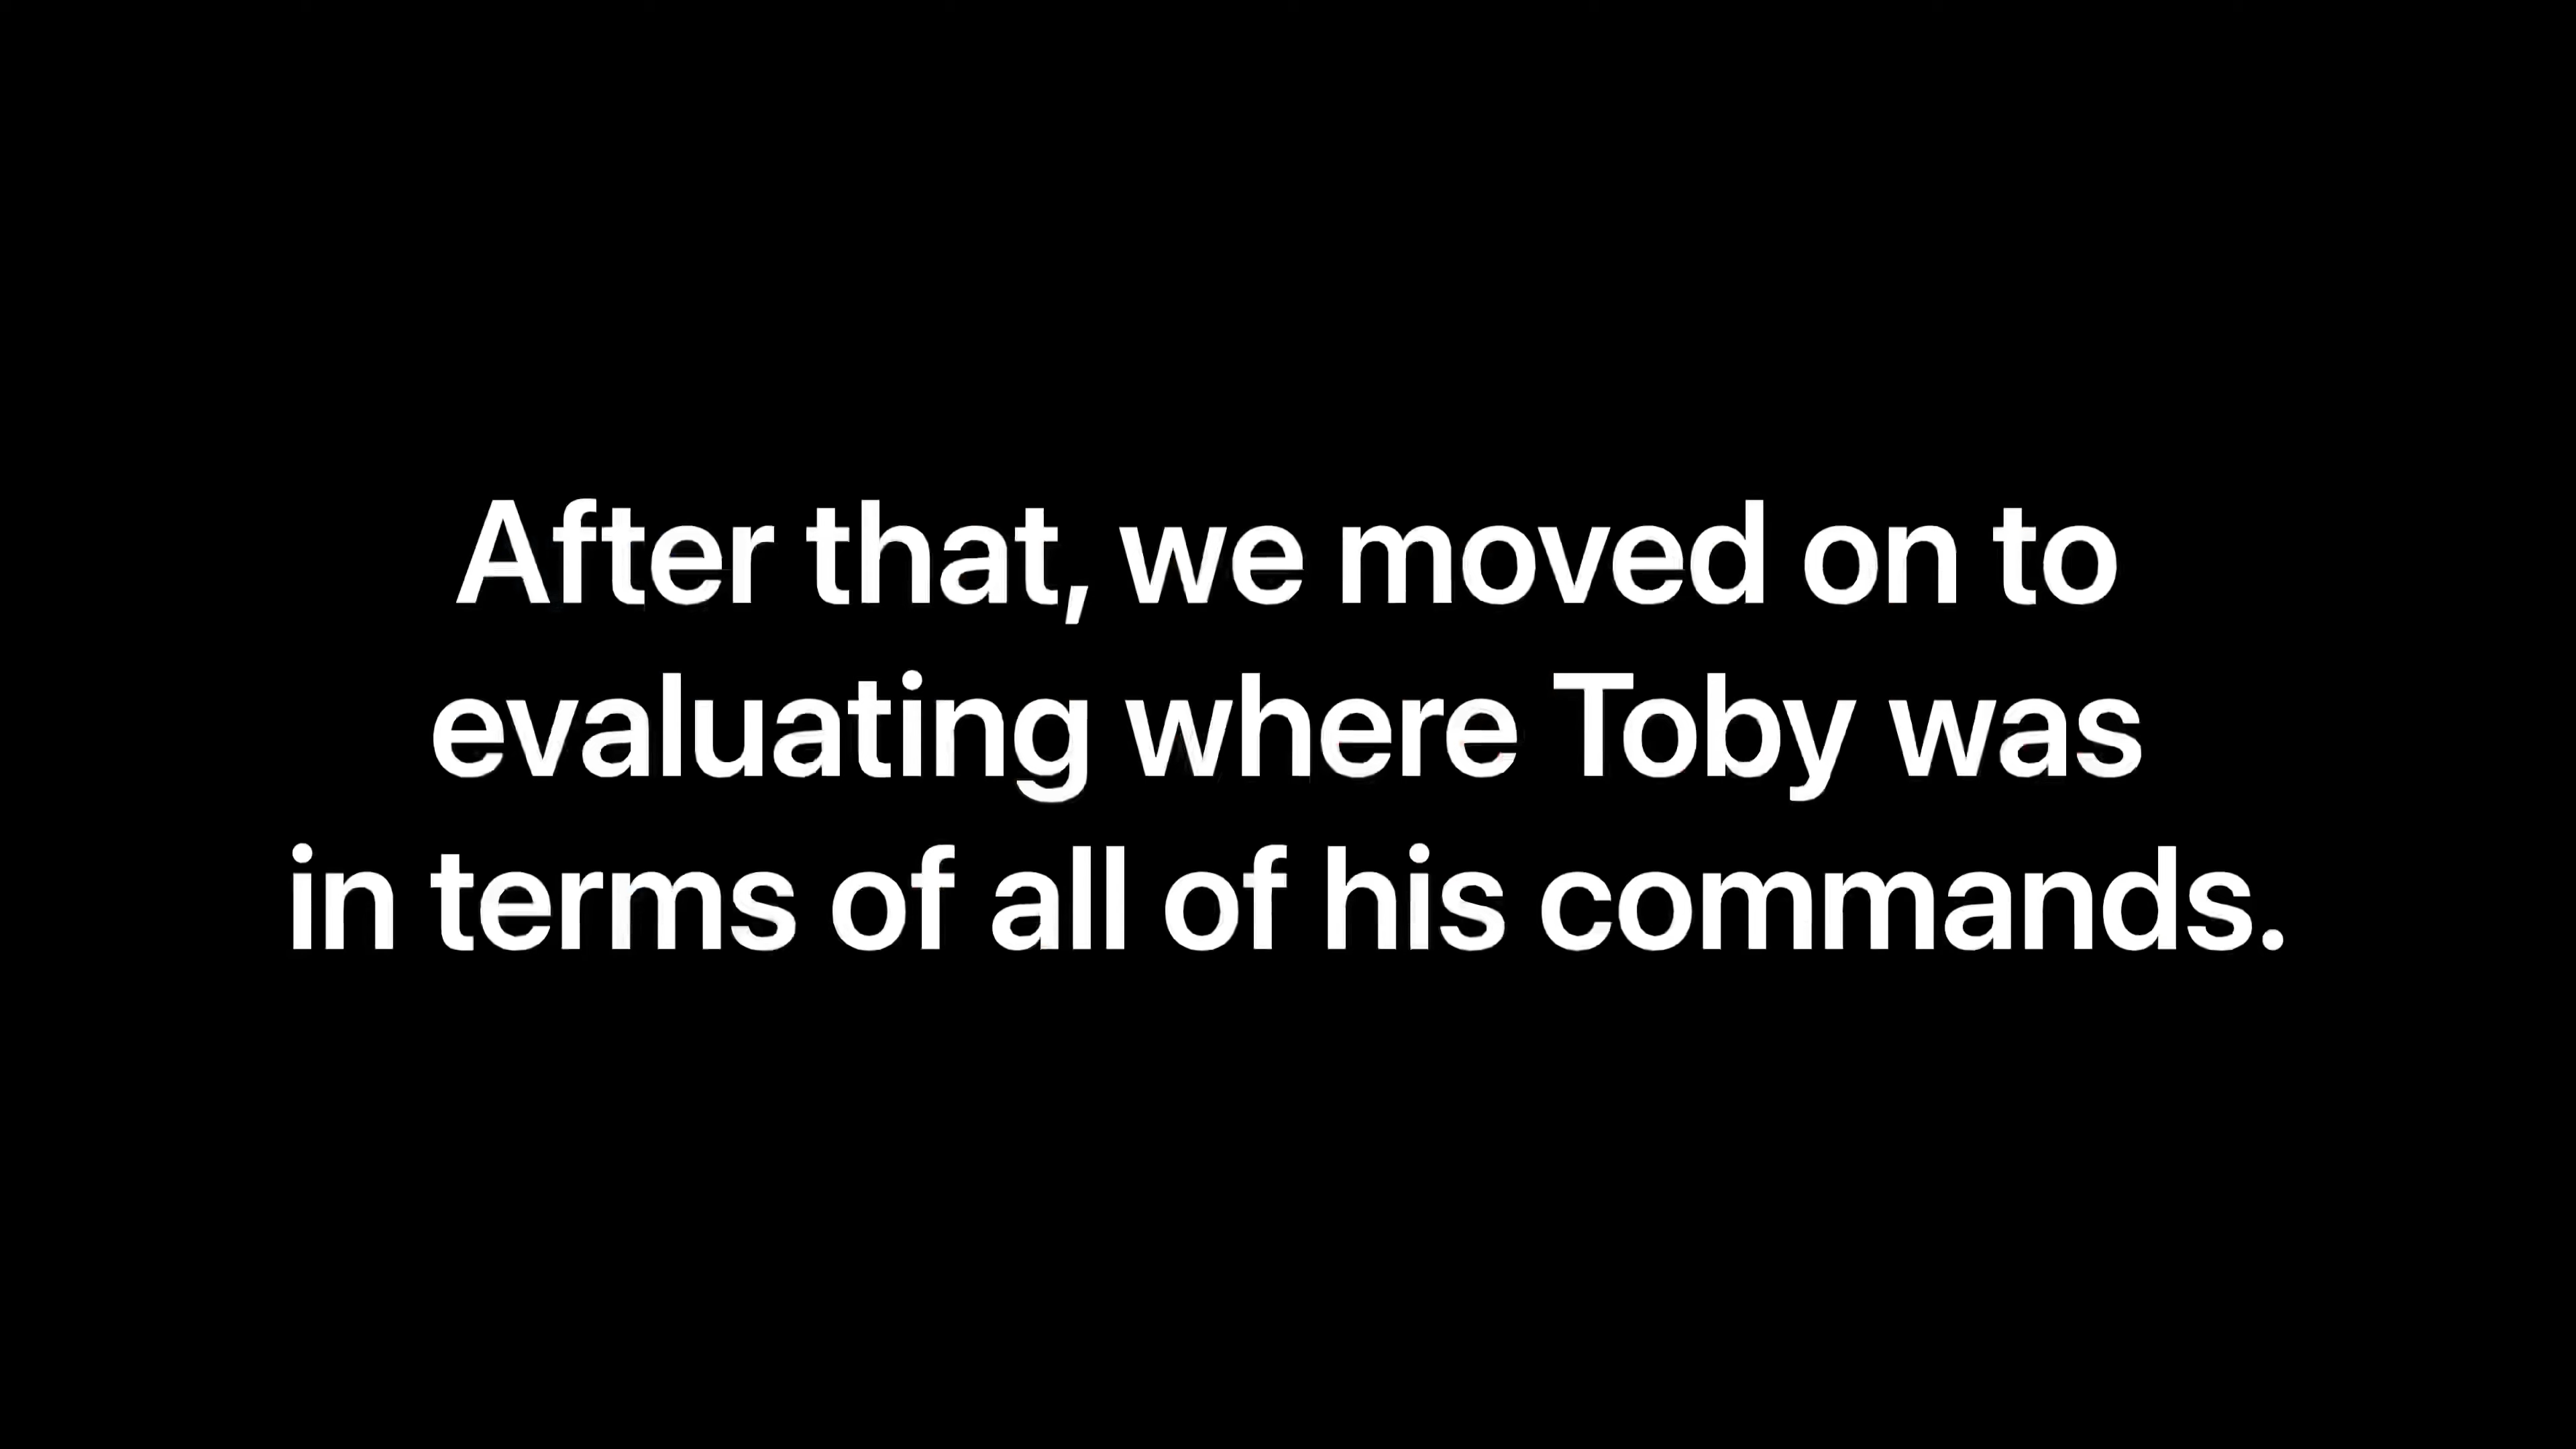 After that, we moved on to
evaluating where Toby was
in terms of all of his commands.